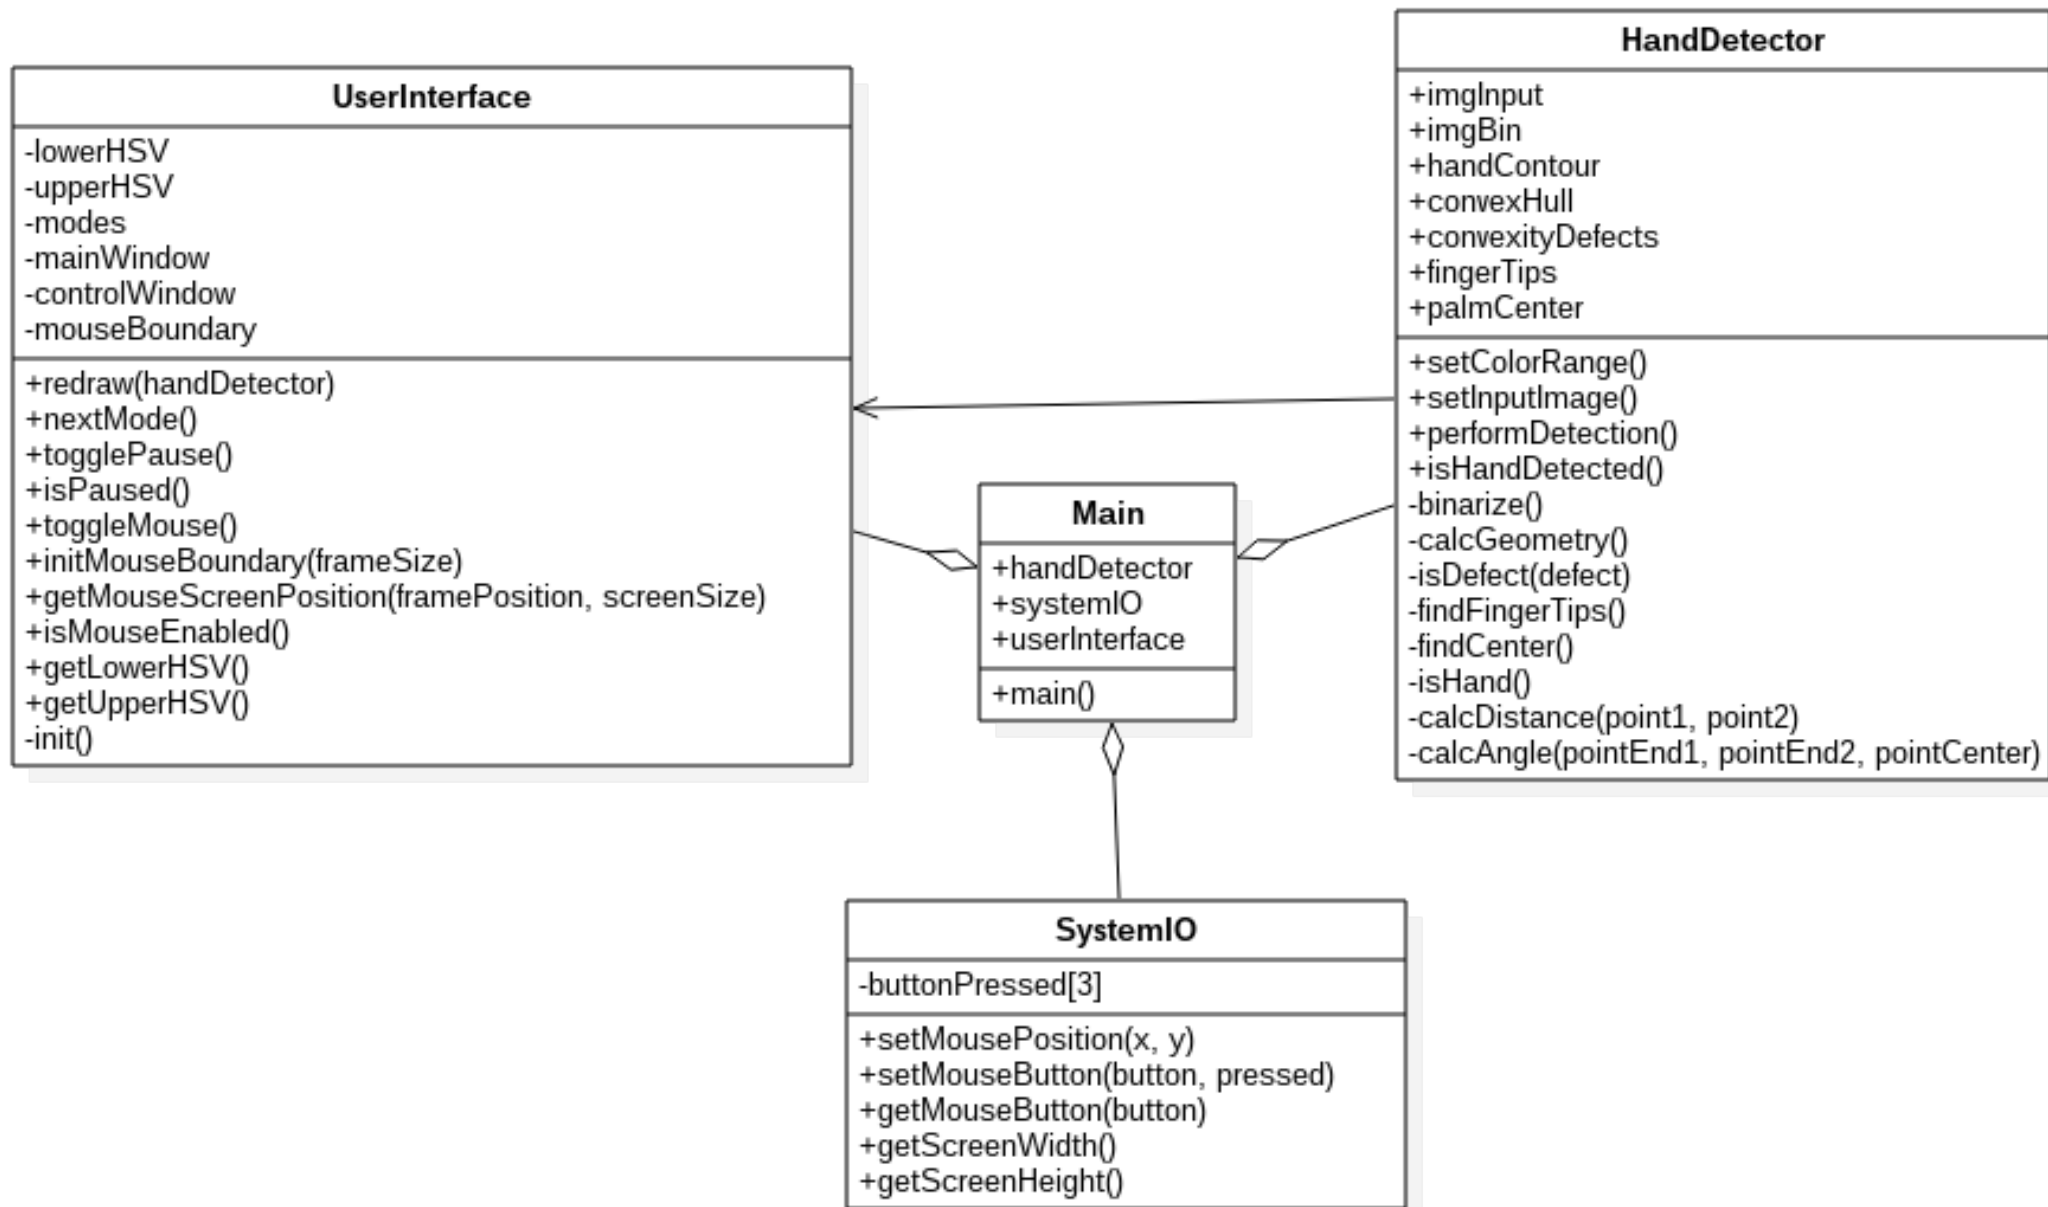 UserInterface
-lowerHSV
-upperHSV
-modes
-mainWindow
-controlWindow
-mouseBoundary
+redraw(handDetector)
+nextMode()
+togglePause()
+isPaused()
+toggleMouse()
+initMouseBoundary(frameSize)
+getMouseScreenPosition(framePosition, screenSize)
+isMouseEnabled()
+getLowerHSV()
+getUpperHSV()
-init()
HandDetector
+imgInput
+imgBin
+handContour
+convexHull
+convexityDefects
+fingerTips
+palmCenter
+setColorRange()
+setInputImage()
+performDetection()
+isHandDetected()
-binarize()
-calcGeometry()
-isDefect(defect)
-findFingerTips()
-findCenter()
-isHand()
-calcDistance(point1, point2)
-calcAngle(pointEnd1, pointEnd2, pointCenter)
Main
+handDetector
+systemIO
+userInterface
+main()
SystemIO
-buttonPressed[3]
+setMousePosition(x, y)
+setMouseButton(button, pressed)
+getMouseButton(button)
+getScreenWidth()
+getScreenHeight()